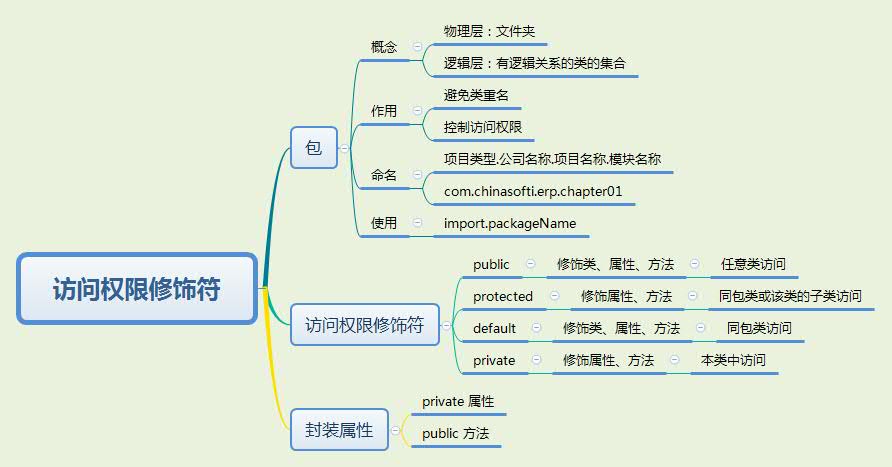 访问权限修饰符
包
概念
物理层：文件夹
逻辑层：有逻辑关系的类的集合
作用
避免类重名
控制访问权限
命名
项目类型.公司名称.项目名称.模块名称
com.chinasofti.erp.chapter01
使用
import.packageName
访问权限修饰符
public 修饰类、属性、方法 任意类访问
protected 修饰属性、方法 同包类或该类的子类访问
default 修饰类、属性、方法 同包类访问
private 修饰属性、方法 本类中访问
封装属性
private 属性
public 方法